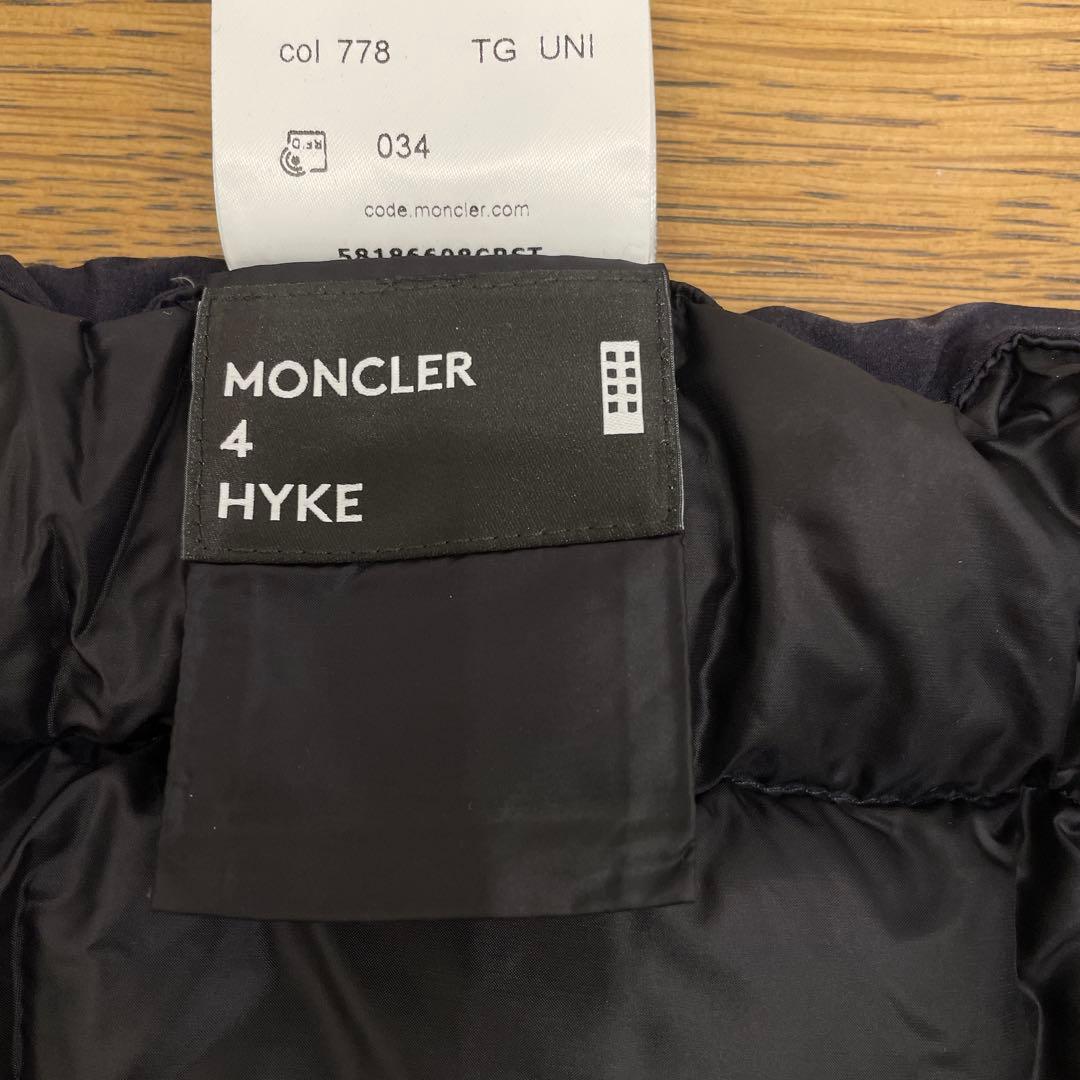 col 778 TG UNI
034
code.moncler.com
MONCLER
4
HYKE